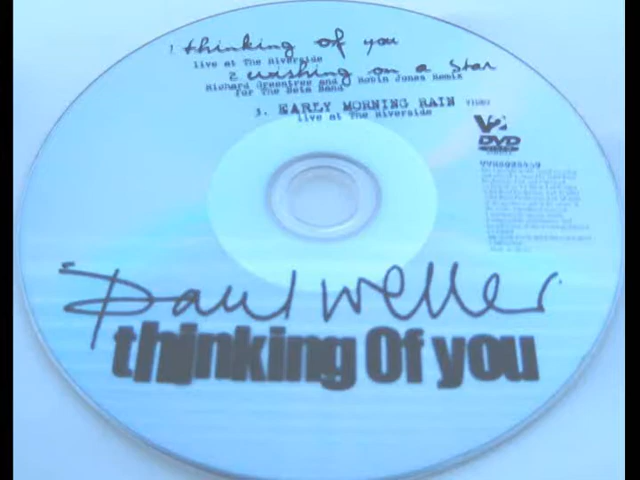 1. thinking of you
live at The Riverside
2 wishing on a star
Richard Greentree and Robin Jones Remix
for The Beta Band
3. EARLY MORNING RAIN VIDEO
live at The Riverside
V2
DVD
paul weller
thinking Of you